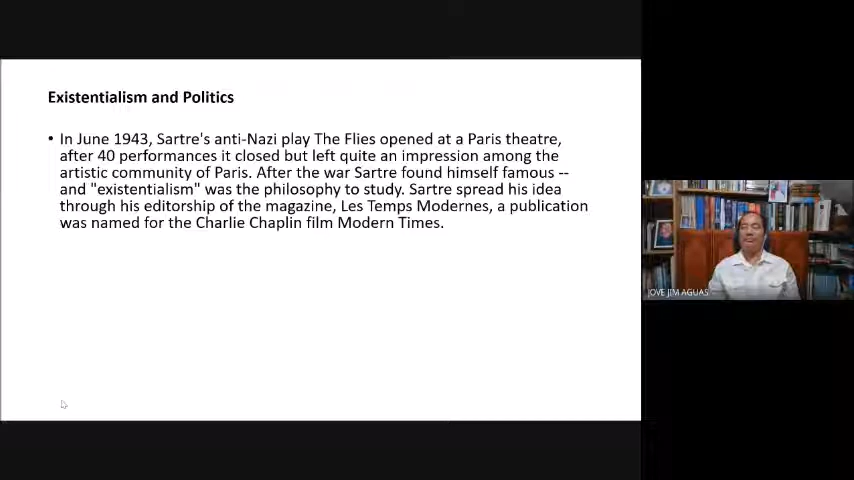 Existentialism and Politics
• In June 1943, Sartre's anti-Nazi play The Flies opened at a Paris theatre,
after 40 performances it closed but left quite an impression among the
artistic community of Paris. After the war Sartre found himself famous --
and "existentialism" was the philosophy to study. Sartre spread his idea
through his editorship of the magazine, Les Temps Modernes, a publication
was named for the Charlie Chaplin film Modern Times.
JOVE JIM AGUAS